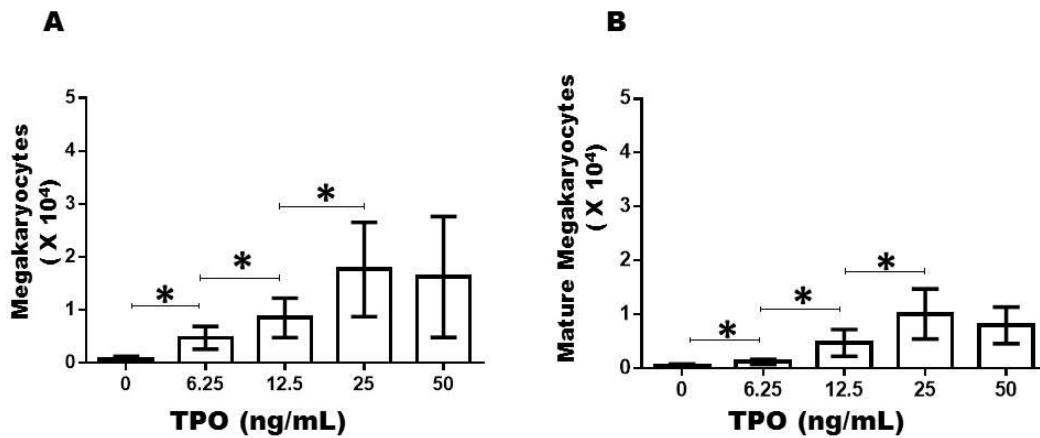 A
Megakaryocytes
( X 10⁴)
5
4
3
2
1
0
*
*
*
0 6.25 12.5 25 50
TPO (ng/mL)
B
Mature Megakaryocytes
( X 10⁴)
5
4
3
2
1
0
*
*
*
0 6.25 12.5 25 50
TPO (ng/mL)